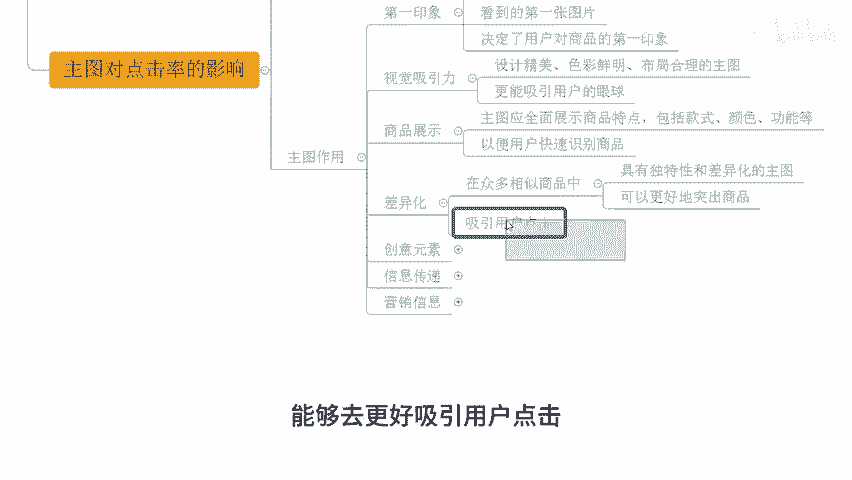 第一印象
看到的第一张图片
决定了用户对商品的第一印象
主图对点击率的影响
视觉吸引力
设计精美、色彩鲜明、布局合理的主图
更能吸引用户的眼球
商品展示
主图应全面展示商品特点，包括款式、颜色、功能等
以便用户快速识别商品
主图作用
差异化
在众多相似商品中
具有独特性和差异化的主图
可以更好地突出商品
吸引用户点击
创意元素
信息传递
营销信息
能够去更好吸引用户点击